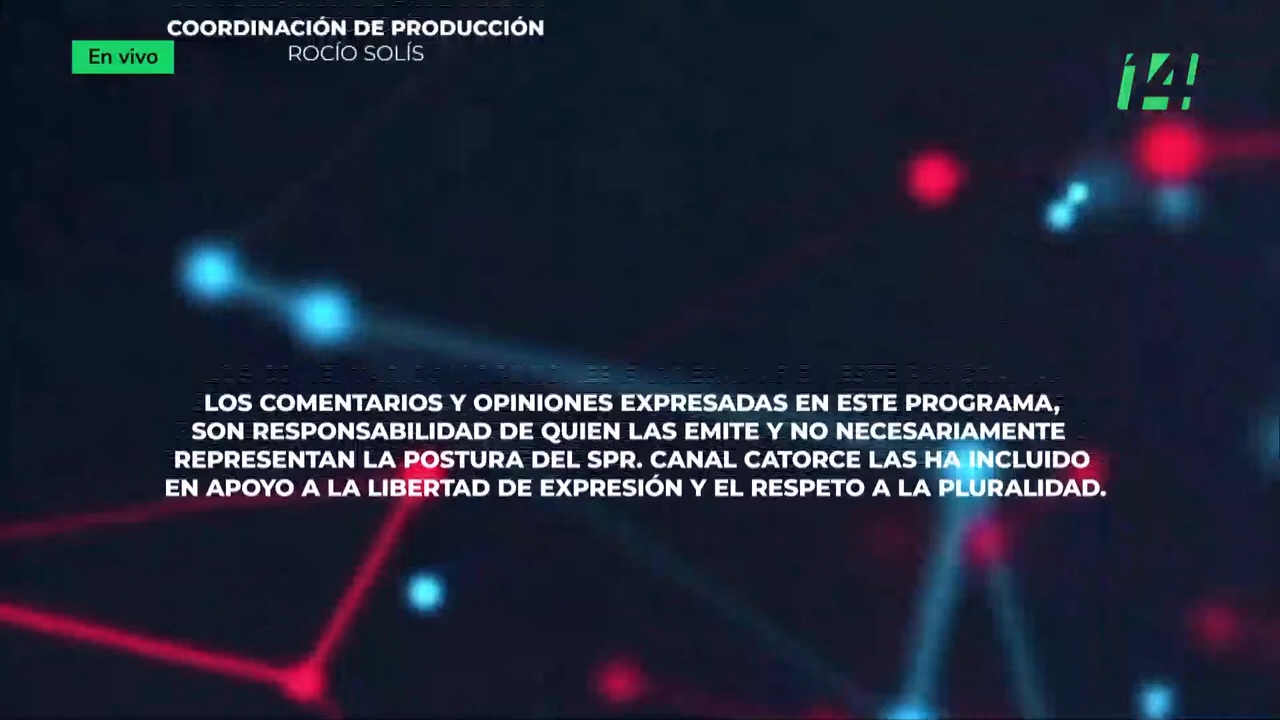 COORDINACIÓN DE PRODUCCIÓN
ROCÍO SOLÍS
En vivo
14!
LOS COMENTARIOS Y OPINIONES EXPRESADAS EN ESTE PROGRAMA,
SON RESPONSABILIDAD DE QUIEN LAS EMITE Y NO NECESARIAMENTE
REPRESENTAN LA POSTURA DEL SPR. CANAL CATORCE LAS HA INCLUIDO
EN APOYO A LA LIBERTAD DE EXPRESIÓN Y EL RESPETO A LA PLURALIDAD.